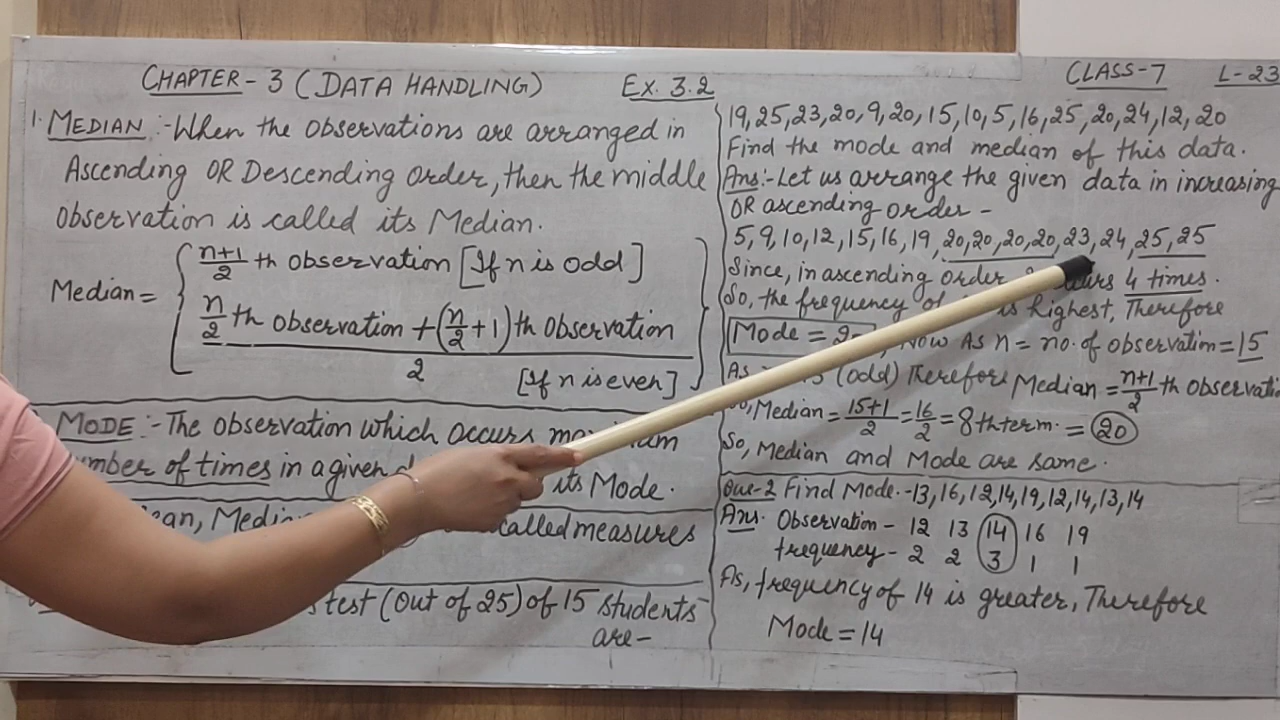 CHAPTER-3 (DATA HANDLING) Ex. 3.2
1. MEDIAN:-When the observations are arranged in
Ascending OR Descending order, then the middle
observation is called its Median.
Median = { n+1/2 th observation [If n is odd]
n/2 th observation + (n/2 + 1) th observation
2 [If n is even]
MODE:-The observation which occurs
of times in a given its Mode.
called measures
test (out of 25) of 15 students
are-
CLASS-7 L-23
19,25,23,20,9,20,15,10,5,16,25,20,24,12,20
Find the mode and median of this data.
Ans:-Let us arrange the given data in increasing
OR ascending order-
5,9,10,12,15,16,19,20,20,20,20,23,24,25,25
Since, in ascending order 4 times.
So, the frequency of is highest, Therefore
Mode = , Now As n = no. of observation = 15
As (odd) Therefore Median = n+1/2 th
Median = 15+1/2 = 16/2 = 8th term. = 20
So, Median and Mode are same.
Que-2 Find Mode.-13,16,12,14,19,12,14,13,14
Ans. Observation - 12 13 14 16 19
frequency - 2 2 3 1 1
As, frequency of 14 is greater, Therefore
Mode = 14